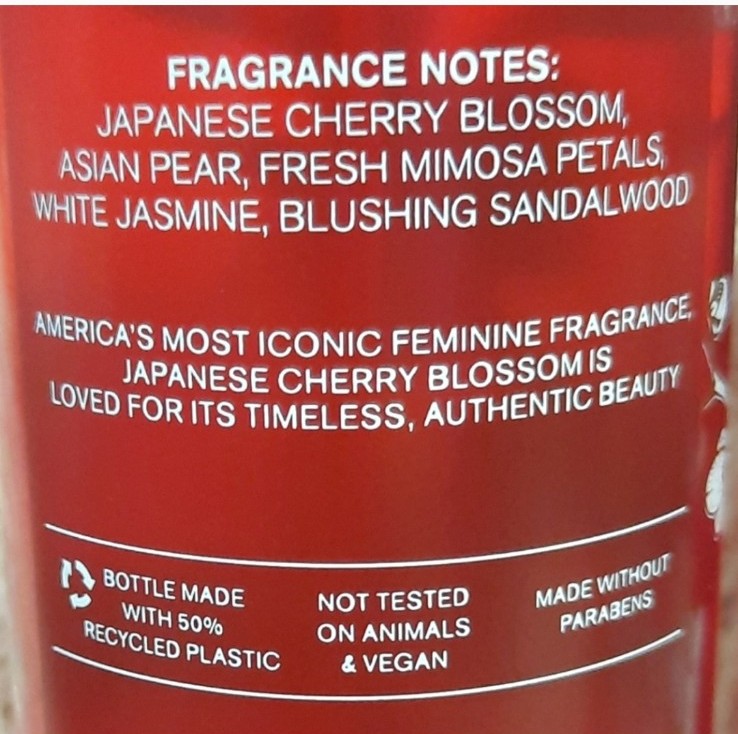 FRAGRANCE NOTES:
JAPANESE CHERRY BLOSSOM,
ASIAN PEAR, FRESH MIMOSA PETALS,
WHITE JASMINE, BLUSHING SANDALWOOD
AMERICA'S MOST ICONIC FEMININE FRAGRANCE,
JAPANESE CHERRY BLOSSOM IS
LOVED FOR ITS TIMELESS, AUTHENTIC BEAUTY
BOTTLE MADE
WITH 50%
RECYCLED PLASTIC
NOT TESTED
ON ANIMALS
& VEGAN
MADE WITHOUT
PARABENS